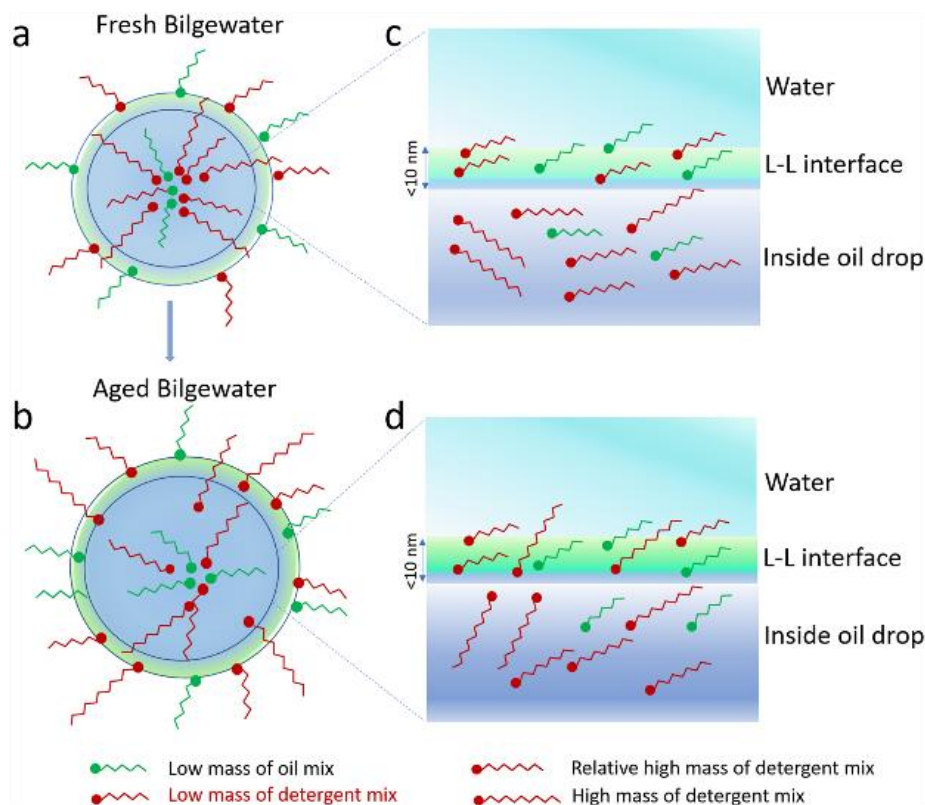 a
Fresh Bilgewater
c
Water
<10 nm
L-L interface
Inside oil drop
Aged Bilgewater
b
d
Water
<10 nm
L-L interface
Inside oil drop
Low mass of oil mix
Relative high mass of detergent mix
Low mass of detergent mix
High mass of detergent mix